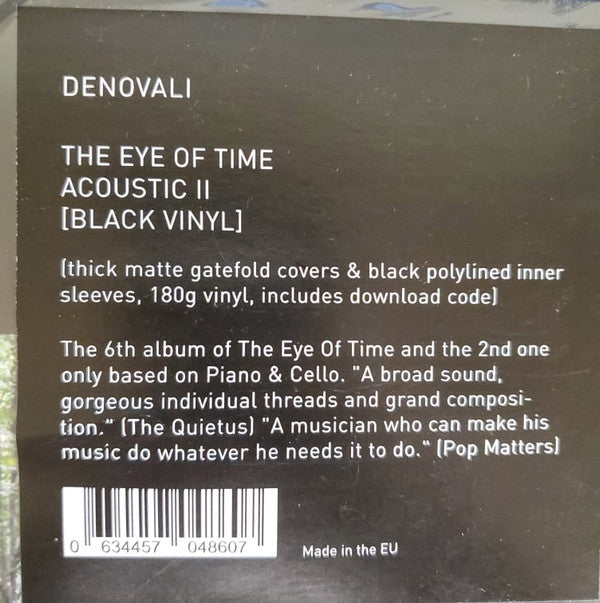 DENOVALI
THE EYE OF TIME
ACOUSTIC II
[BLACK VINYL]
(thick matte gatefold covers & black polylined inner
sleeves, 180g vinyl, includes download code)
The 6th album of The Eye Of Time and the 2nd one
only based on Piano & Cello. "A broad sound,
gorgeous individual threads and grand composi-
tion." (The Quietus) "A musician who can make his
music do whatever he needs it to do." (Pop Matters)
0 634457 048607
Made in the EU